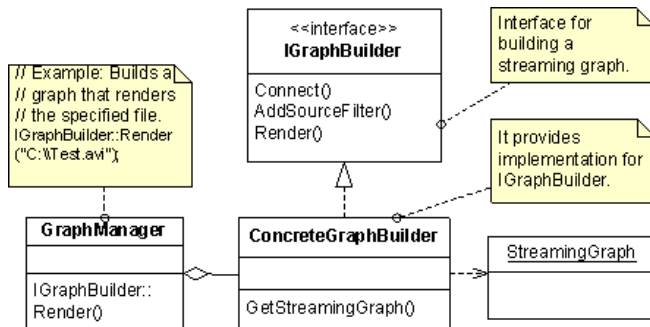 <<interface>>
IGraphBuilder
Connect()
AddSourceFilter()
Render()
Interface for
building a
streaming graph.
// Example: Builds a
// graph that renders
// the specified file.
IGraphBuilder::Render
("C:\\Test.avi");
It provides
implementation for
IGraphBuilder.
GraphManager
IGraphBuilder::
Render()
ConcreteGraphBuilder
GetStreamingGraph()
StreamingGraph